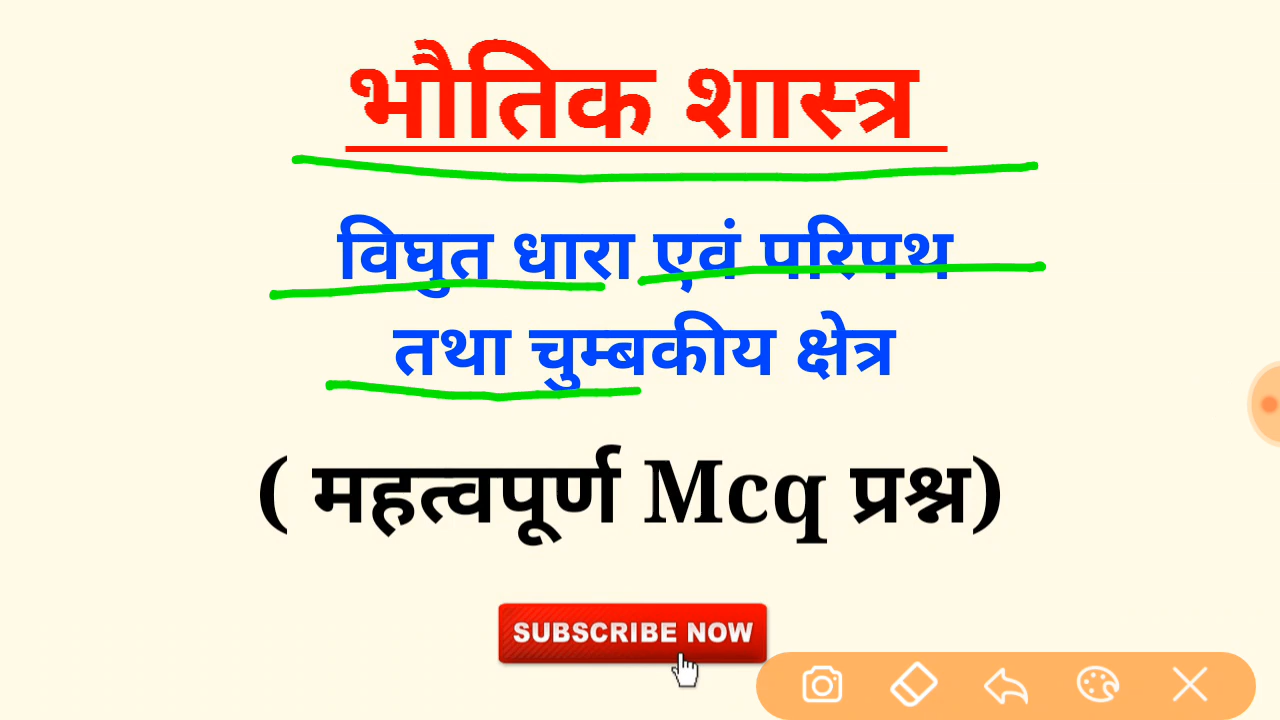 भौतिक शास्त्र
विघुत धारा एवं परिपथ
तथा चुम्बकीय क्षेत्र
( महत्वपूर्ण Mcq प्रश्न)
SUBSCRIBE NOW